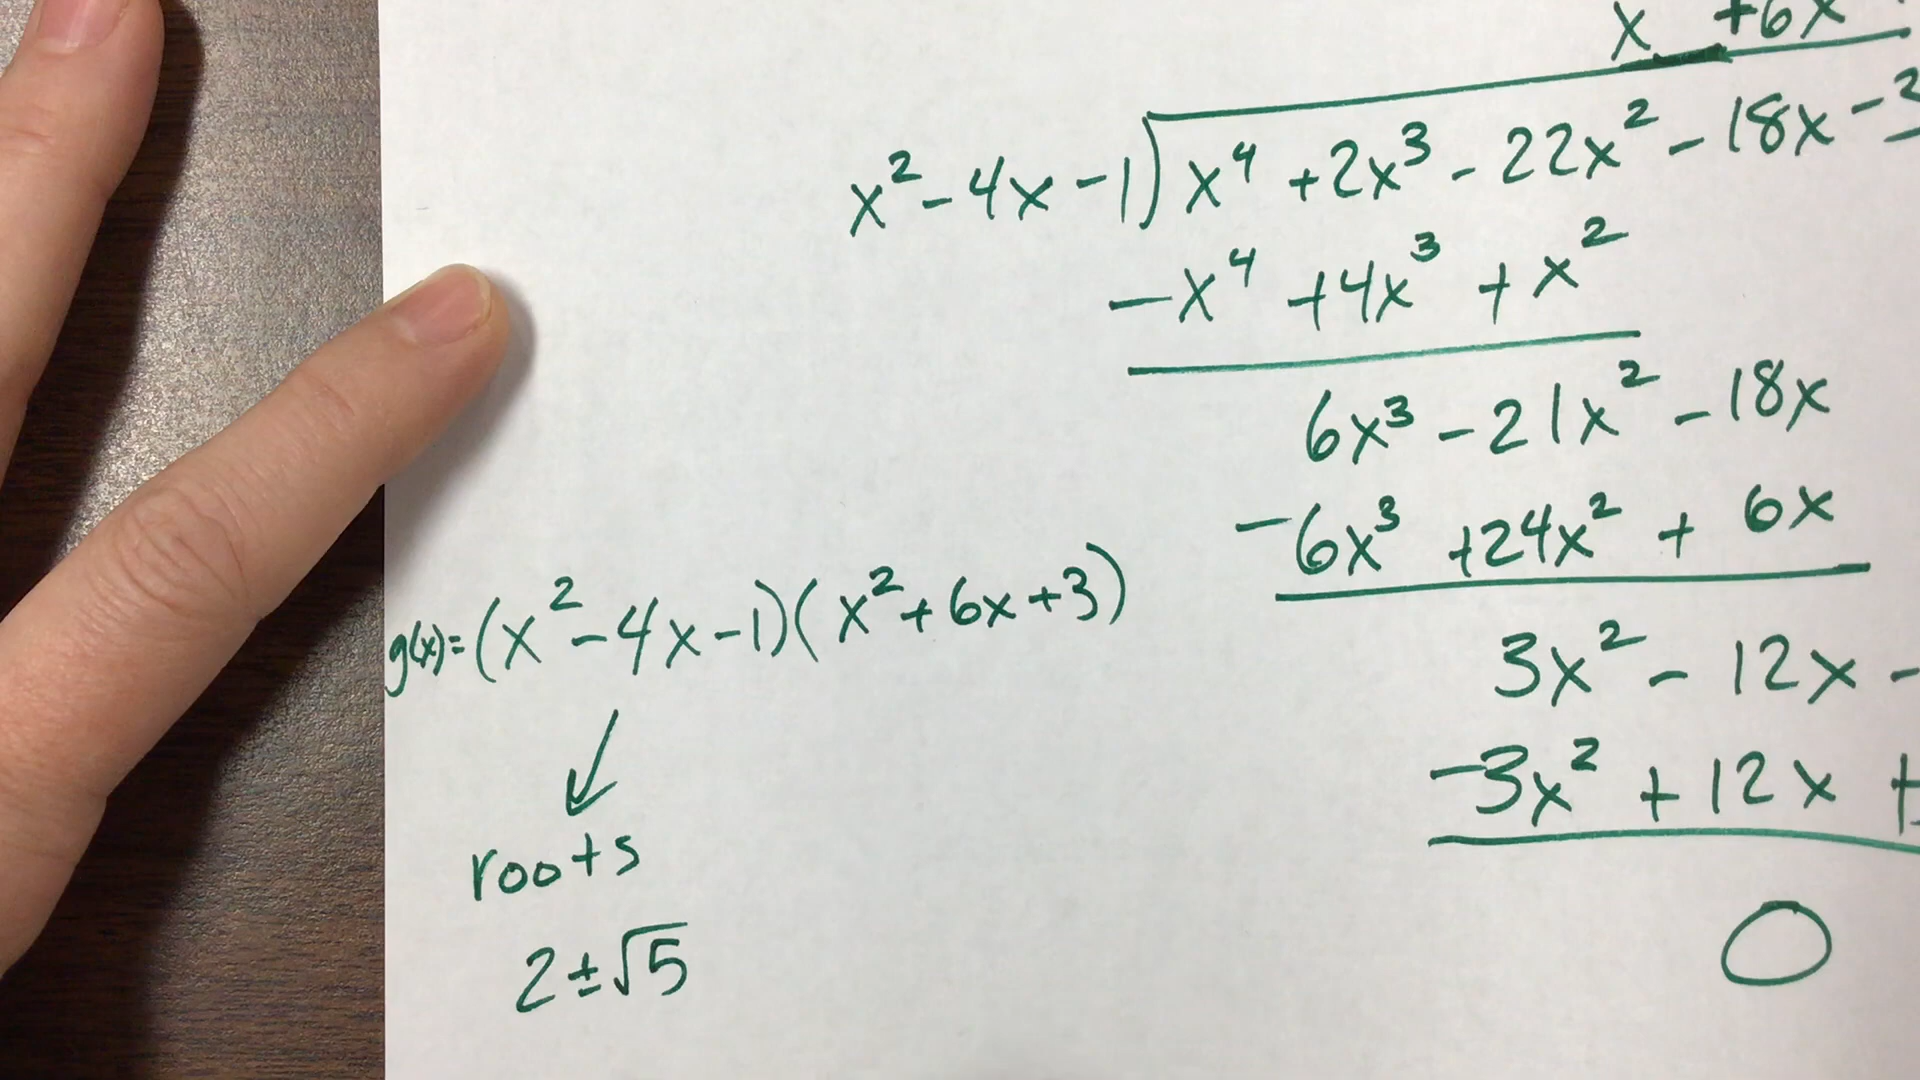 x +6x
x² - 4x - 1) x⁴ + 2x³ - 22x² - 18x - 3
- x⁴ + 4x³ + x²
6x³ - 21x² - 18x
- 6x³ + 24x² + 6x
g(x) = (x² - 4x - 1)(x² + 6x + 3)
3x² - 12x -
- 3x² + 12x +
roots
0
2 ± √5